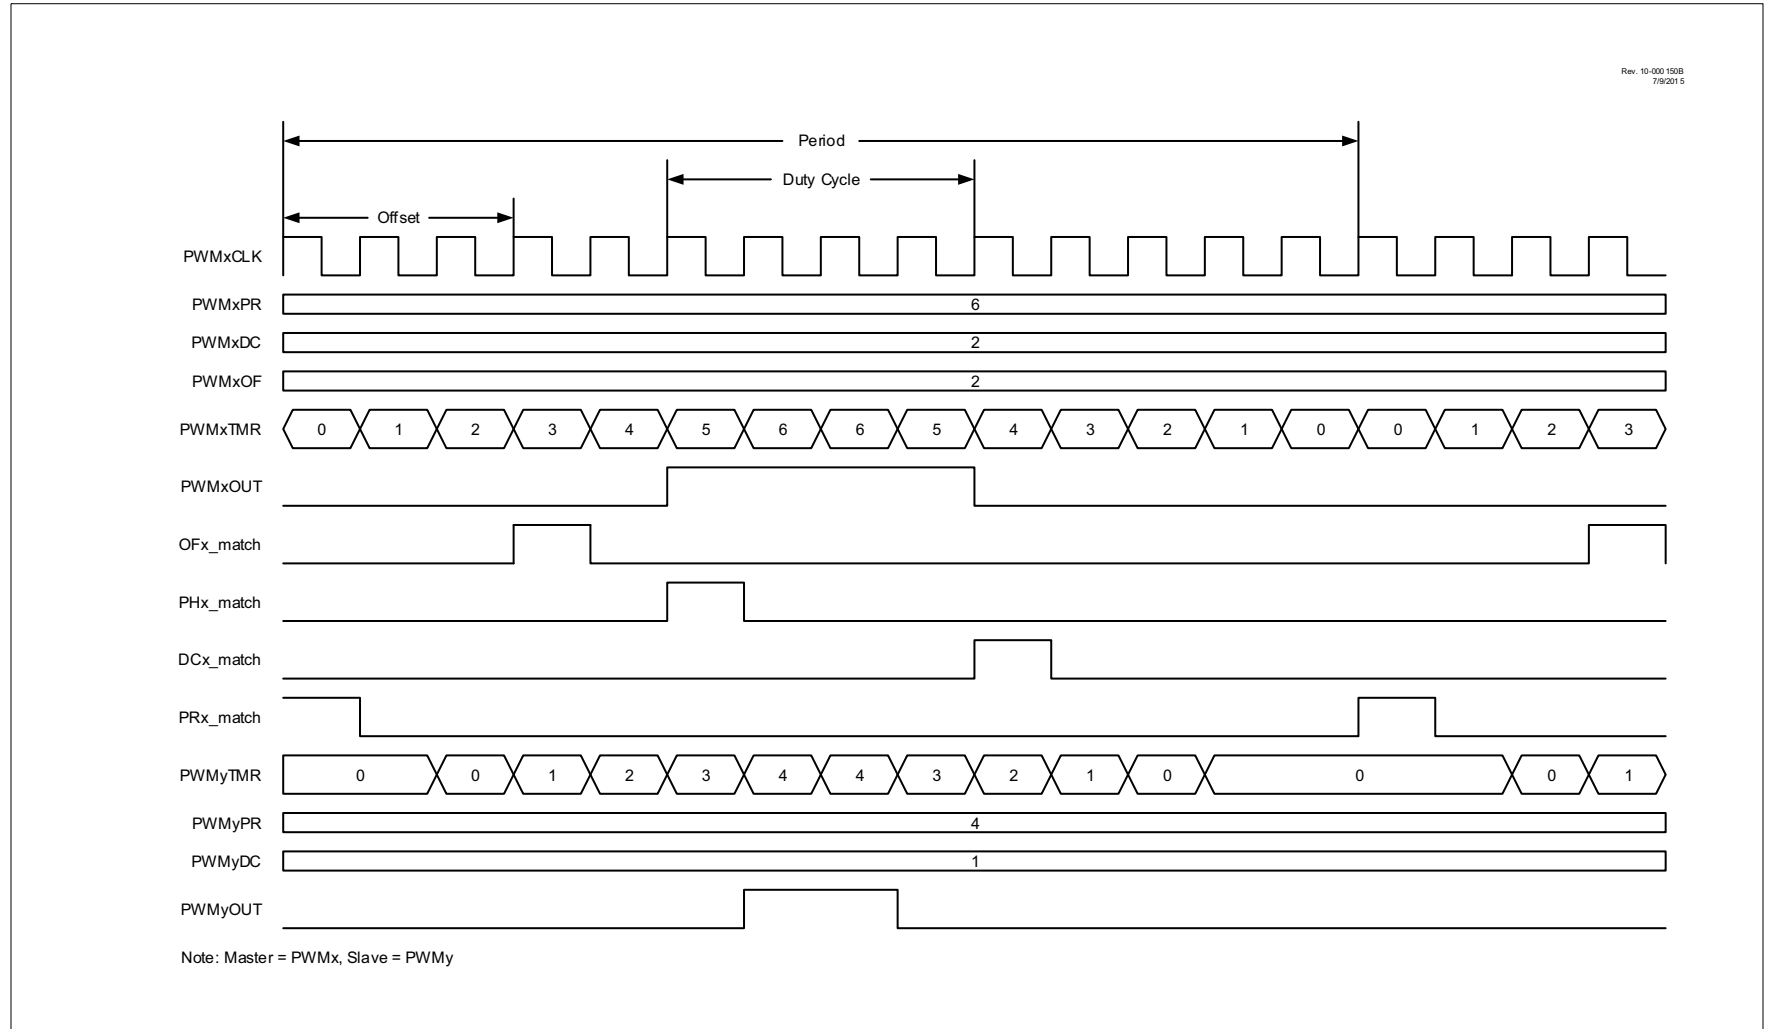 Rev. 10-000 150B
7/9/201 5
Period
Duty Cycle
Offset
PWMxCLK
PWMxPR 6
PWMxDC 2
PWMxOF 2
PWMxTMR 0 1 2 3 4 5 6 6 5 4 3 2 1 0 0 1 2 3
PWMxOUT
OFx_match
PHx_match
DCx_match
PRx_match
PWMyTMR 0 0 1 2 3 4 4 3 2 1 0 0 0 1
PWMyPR 4
PWMyDC 1
PWMyOUT
Note: Master = PWMx, Slave = PWMy